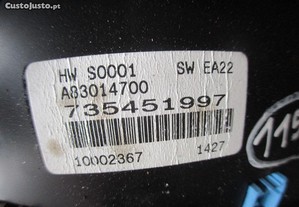 CustoJusto.pt
HW S0001 SW EA22
A83014700
735451997
10002367 1427
115